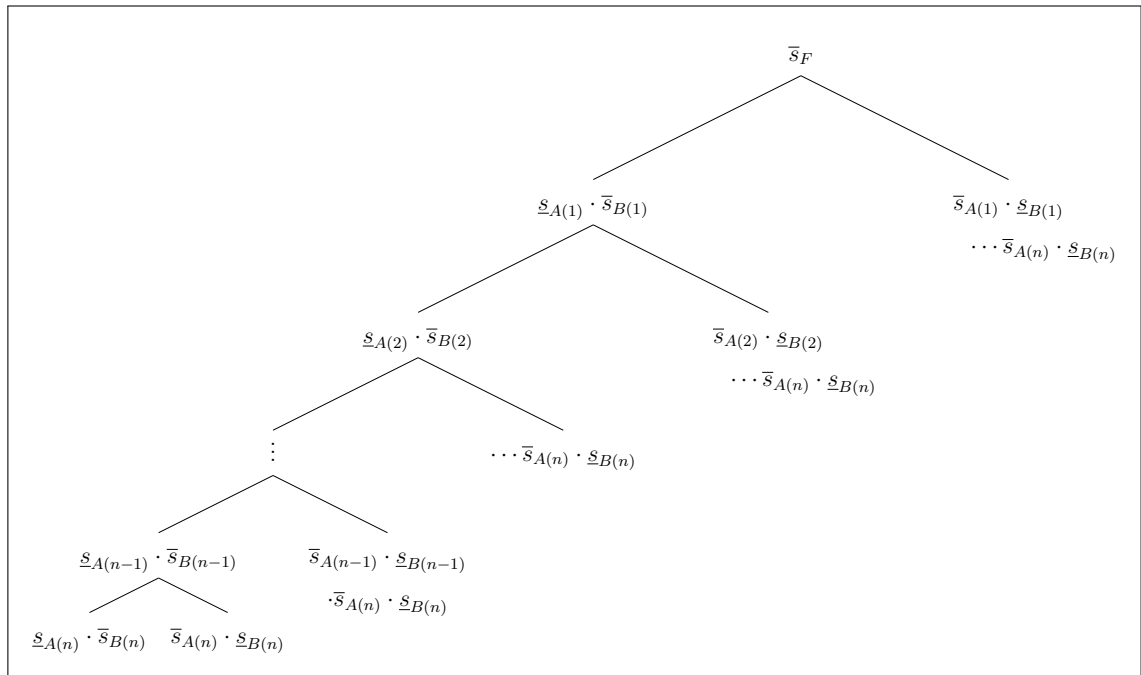 s̅_F
s̲_{A(1)} · s̅_{B(1)} s̅_{A(1)} · s̲_{B(1)}
··· s̅_{A(n)} · s̲_{B(n)}
s̲_{A(2)} · s̅_{B(2)} s̅_{A(2)} · s̲_{B(2)}
··· s̅_{A(n)} · s̲_{B(n)}
⋮ ··· s̅_{A(n)} · s̲_{B(n)}
s̲_{A(n−1)} · s̅_{B(n−1)} s̅_{A(n−1)} · s̲_{B(n−1)}
·s̅_{A(n)} · s̲_{B(n)}
s̲_{A(n)} · s̅_{B(n)} s̅_{A(n)} · s̲_{B(n)}